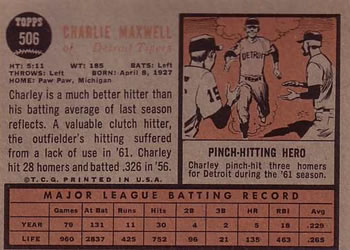 TOPPS
506
CHARLIE MAXWELL
of Detroit Tigers
HT: 5:11 WT: 185 BATS: Left
THROWS: Left BORN: April 8, 1927
HOME: Paw Paw, Michigan
Charley is a much better hitter than
his batting average of last season
reflects. A valuable clutch hitter,
the outfielder's hitting suffered
from a lack of use in '61. Charley
hit 28 homers and batted .326 in '56.
©T.C.G. PRINTED IN U.S.A.
DETROIT
15
PINCH-HITTING HERO
Charley pinch-hit three homers
for Detroit during the '61 season.
MAJOR LEAGUE BATTING RECORD
Games At Bat Runs Hits 2B 3B HR RBI Avg.
YEAR 79 131 11 30 4 2 5 18 .229
LIFE 960 2837 425 752 96 21 132 .265